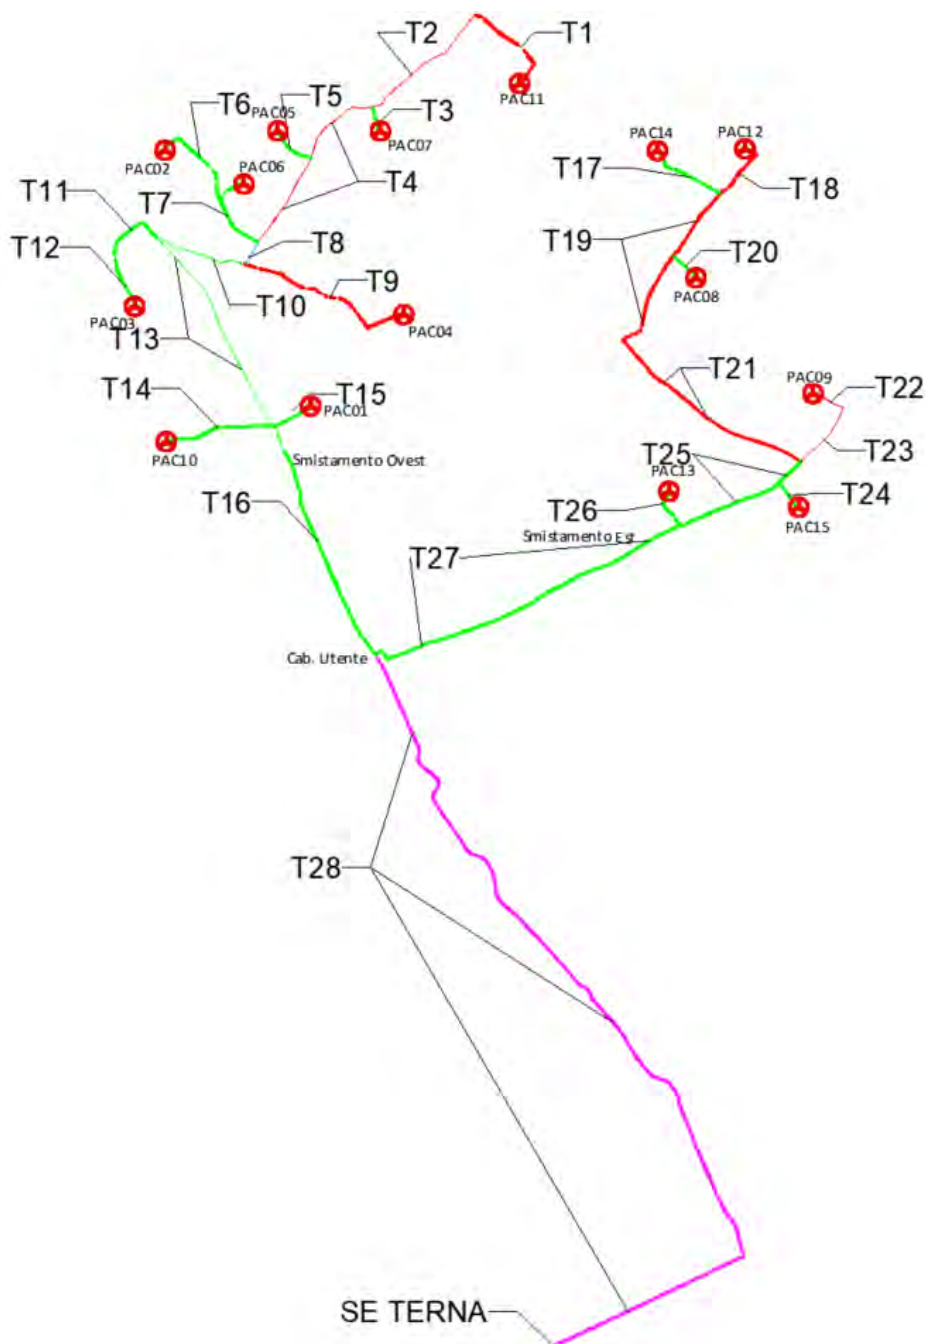 T1
T2
PAC11
T5
T3
T6
PAC05
PAC07
PAC02
PAC06
T4
PAC14
PAC12
T17
T18
T11
T7
T8
T19
T20
T12
T9
T10
PAC08
PAC03
PAC04
T13
T21
PAC09
T22
T14
T15
PAC01
PAC10
Smistamento Ovest
T25
T23
PAC13
T24
T16
T26
PAC15
Smistamento Est
T27
Cab. Utente
T28
SE TERNA